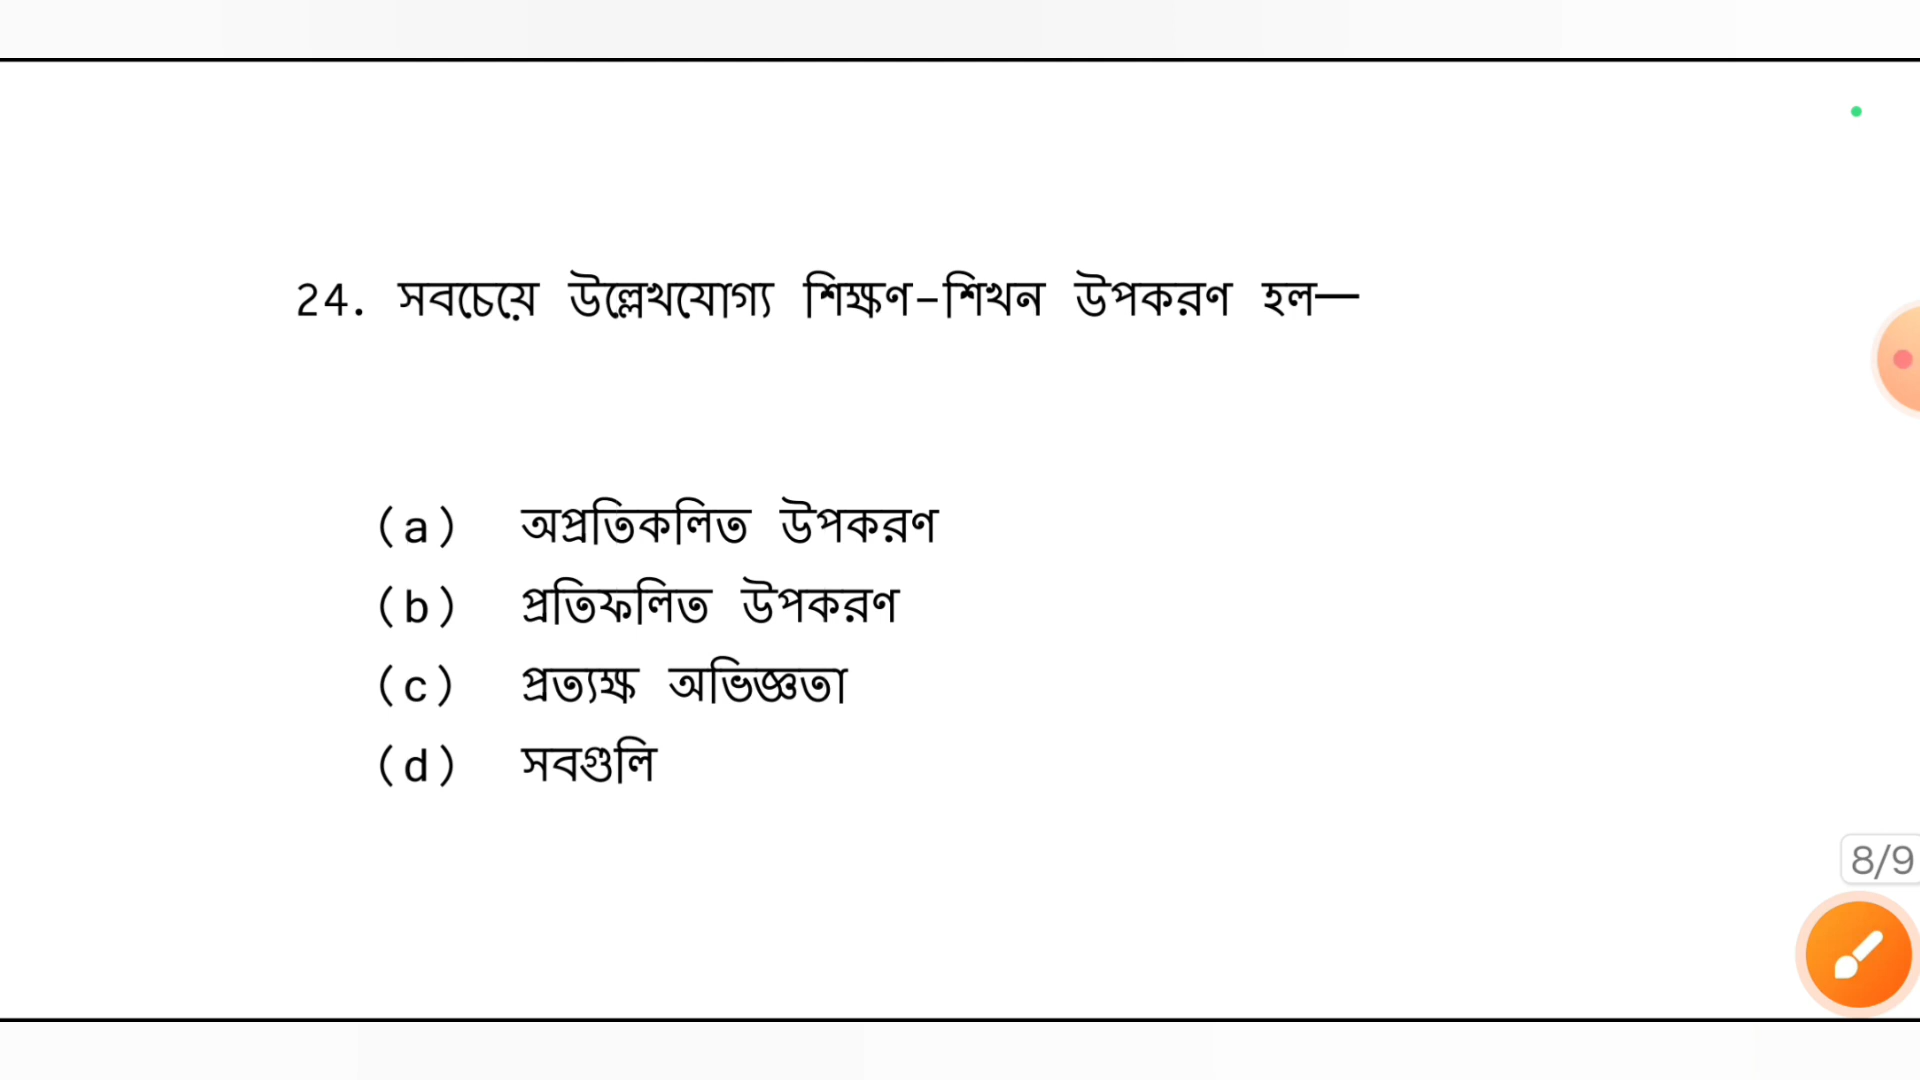 24. সবচেয়ে উল্লেখযোগ্য শিক্ষণ-শিখন উপকরণ হল—
(a) অপ্রতিকলিত উপকরণ
(b) প্রতিফলিত উপকরণ
(c) প্রত্যক্ষ অভিজ্ঞতা
(d) সবগুলি
8/9